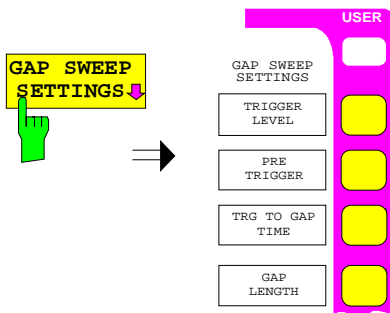 USER
GAP SWEEP
SETTINGS
GAP SWEEP
SETTINGS
TRIGGER
LEVEL
PRE
TRIGGER
TRG TO GAP
TIME
GAP
LENGTH